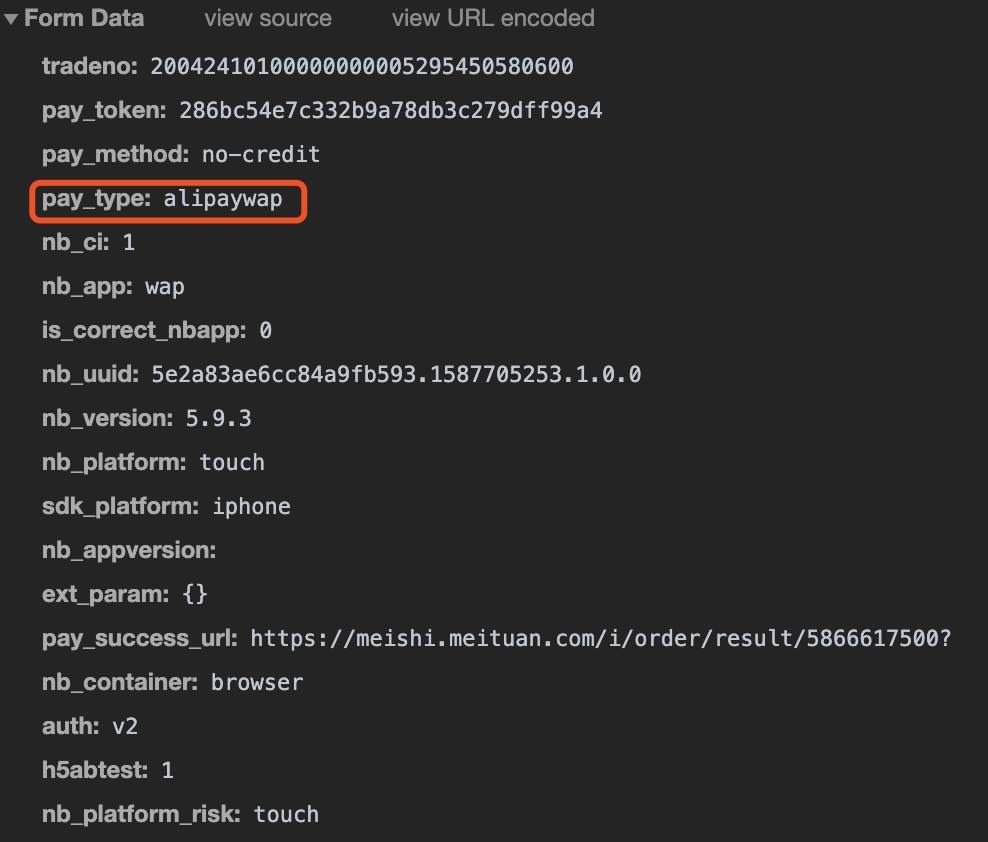 Form Data view source view URL encoded
tradeno: 20042410100000000005295450580600
pay_token: 286bc54e7c332b9a78db3c279dff99a4
pay_method: no-credit
pay_type: alipaywap
nb_ci: 1
nb_app: wap
is_correct_nbapp: 0
nb_uuid: 5e2a83ae6cc84a9fb593.1587705253.1.0.0
nb_version: 5.9.3
nb_platform: touch
sdk_platform: iphone
nb_appversion:
ext_param: {}
pay_success_url: https://meishi.meituan.com/i/order/result/5866617500?
nb_container: browser
auth: v2
h5abtest: 1
nb_platform_risk: touch